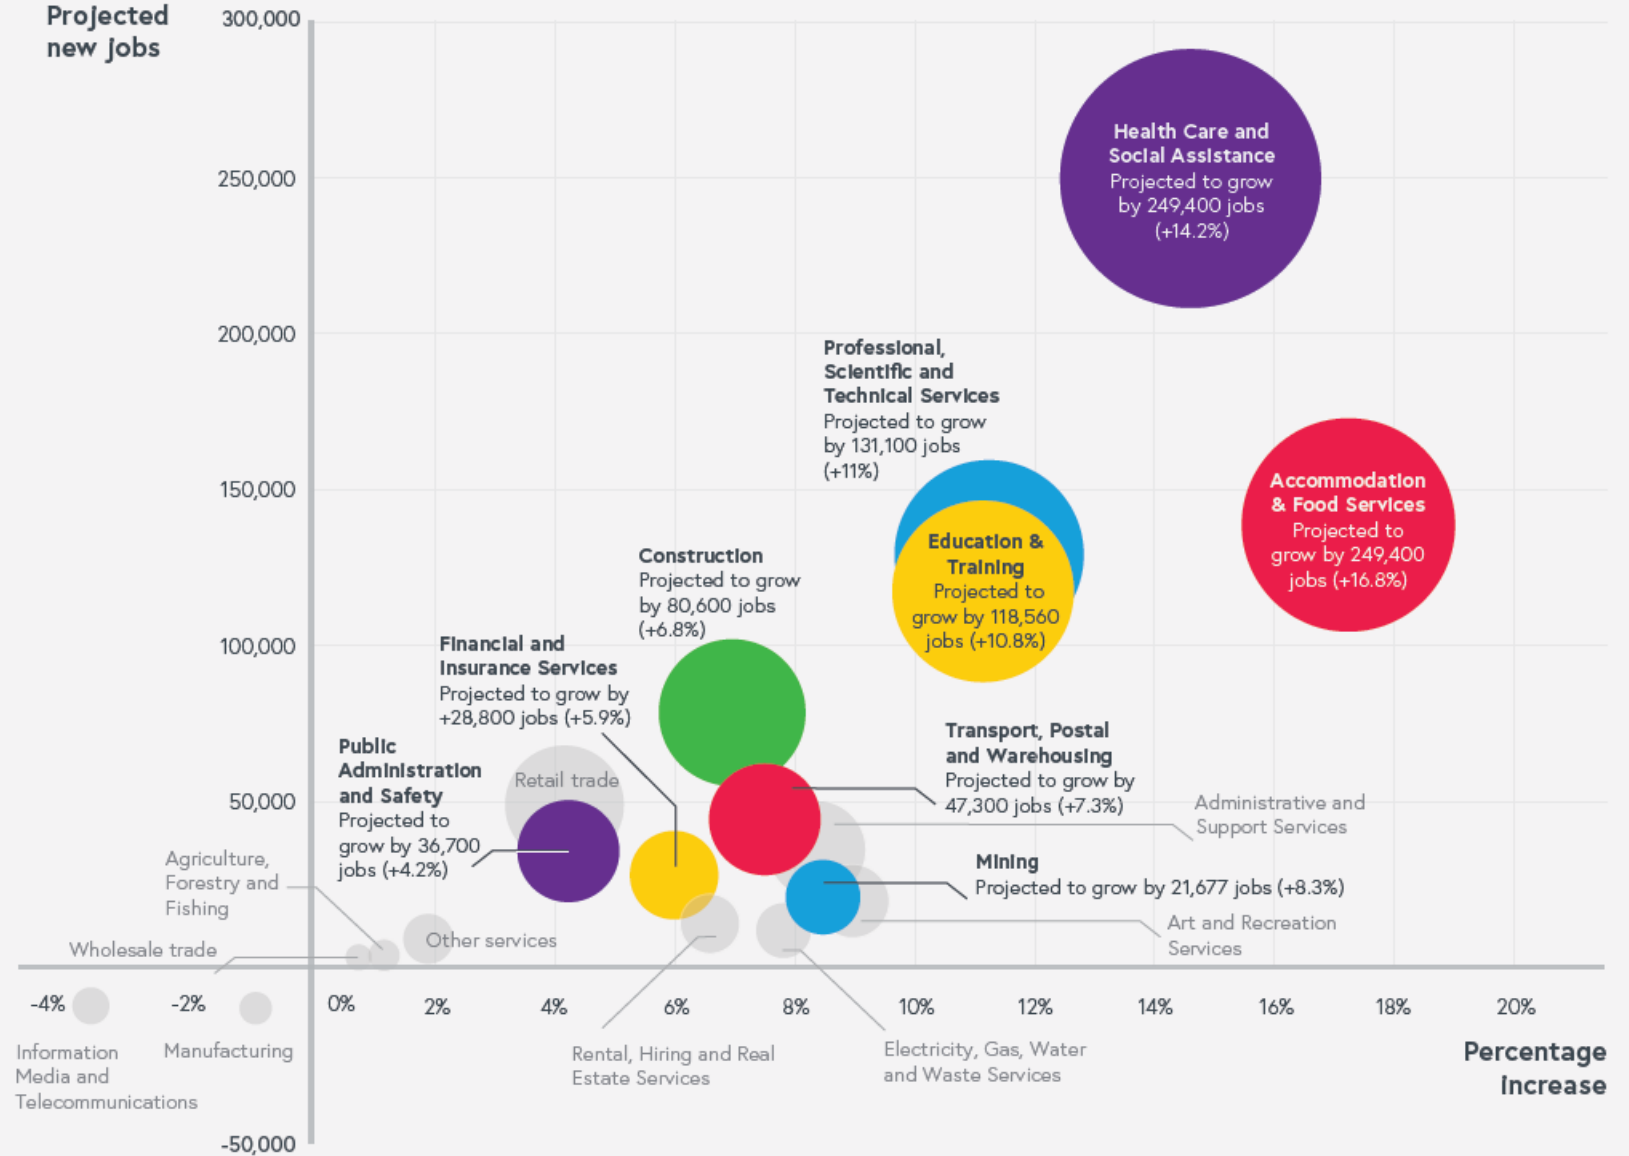 Projected
new jobs
300,000
250,000
200,000
150,000
100,000
50,000
-50,000
Health Care and
Social Assistance
Projected to grow
by 249,400 jobs
(+14.2%)
Professional,
Scientific and
Technical Services
Projected to grow
by 131,100 jobs
(+11%)
Accommodation
& Food Services
Projected to
grow by 249,400
jobs (+16.8%)
Education &
Training
Projected to
grow by 118,560
jobs (+10.8%)
Construction
Projected to grow
by 80,600 jobs
(+6.8%)
Financial and
Insurance Services
Projected to grow by
+28,800 jobs (+5.9%)
Public
Administration
and Safety
Projected to
grow by 36,700
jobs (+4.2%)
Retail trade
Transport, Postal
and Warehousing
Projected to grow by
47,300 jobs (+7.3%)
Administrative and
Support Services
Mining
Projected to grow by 21,677 jobs (+8.3%)
Art and Recreation
Services
Agriculture,
Forestry and
Fishing
Wholesale trade
Other services
-4%
-2%
0%
2%
4%
6%
8%
10%
12%
14%
16%
18%
20%
Information
Media and
Telecommunications
Manufacturing
Rental, Hiring and Real
Estate Services
Electricity, Gas, Water
and Waste Services
Percentage
increase